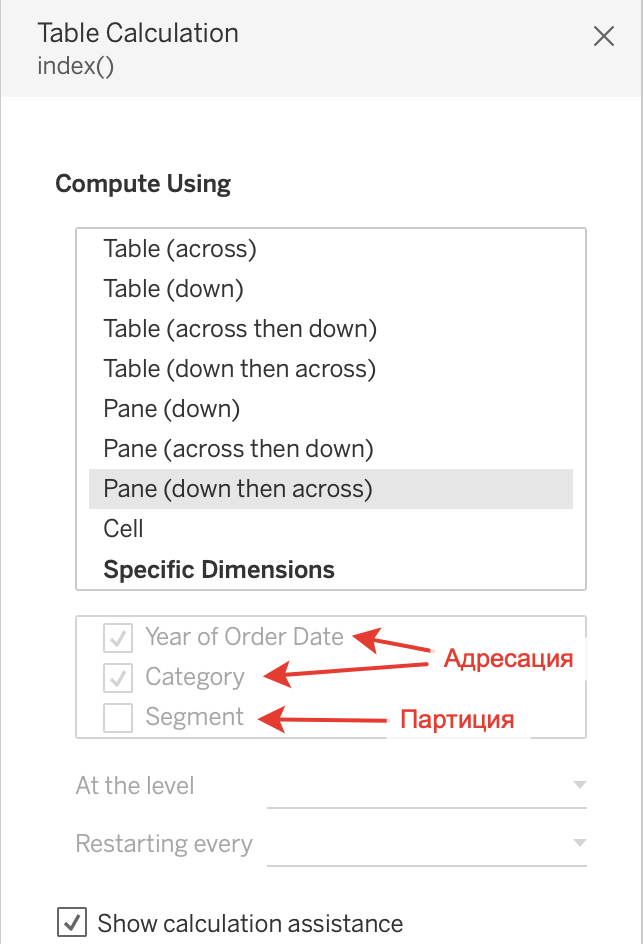 Table Calculation
index()
Compute Using
Table (across)
Table (down)
Table (across then down)
Table (down then across)
Pane (down)
Pane (across then down)
Pane (down then across)
Cell
Specific Dimensions
Year of Order Date
Адресация
Category
Segment
Партиция
At the level
Restarting every
Show calculation assistance